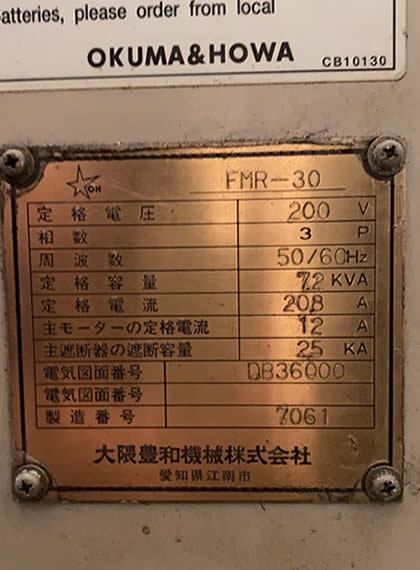 atteries, please order from local
OKUMA&HOWA CB10130
OH FMR-30
定格電圧 200 V
相数 3 P
周波数 50/60Hz
定格容量 72 KVA
定格電流 208 A
主モーターの定格電流 12 A
主遮断器の遮断容量 25 KA
電気図面番号 DB36000
電気図面番号
製造番号 7061
大隈豊和機械株式会社
愛知県江南市